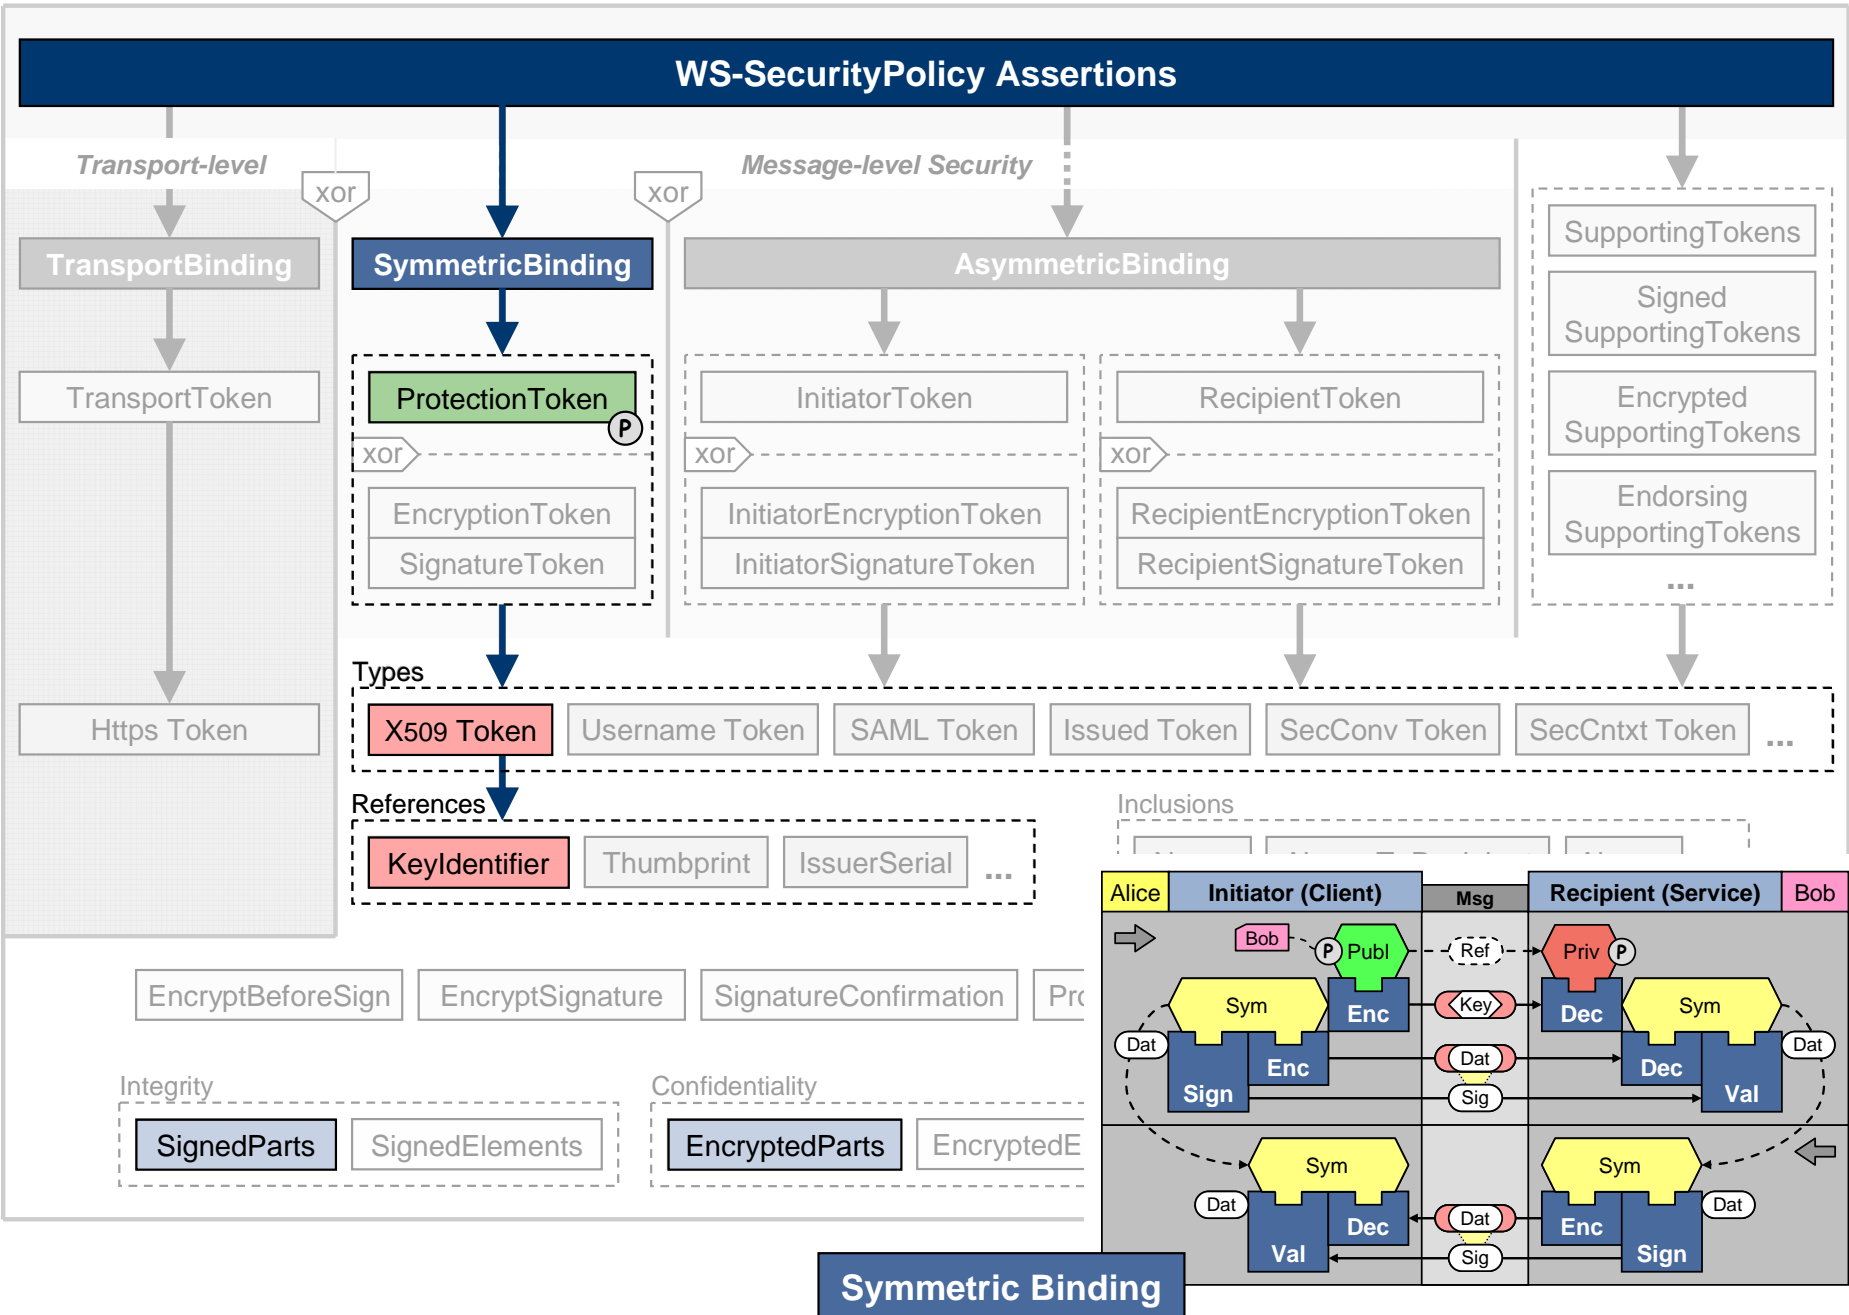 WS-SecurityPolicy Assertions
Transport-level
Message-level Security
xor
xor
TransportBinding
SymmetricBinding
AsymmetricBinding
SupportingTokens
Signed
SupportingTokens
Encrypted
SupportingTokens
Endorsing
SupportingTokens
...
TransportToken
ProtectionToken
P
InitiatorToken
RecipientToken
xor
xor
xor
EncryptionToken
SignatureToken
InitiatorEncryptionToken
InitiatorSignatureToken
RecipientEncryptionToken
RecipientSignatureToken
Types
Https Token
X509 Token
Username Token
SAML Token
Issued Token
SecConv Token
SecCntxt Token
...
References
KeyIdentifier
Thumbprint
IssuerSerial
...
Inclusions
EncryptBeforeSign
EncryptSignature
SignatureConfirmation
Integrity
SignedParts
SignedElements
Confidentiality
EncryptedParts
EncryptedE
Alice
Initiator (Client)
Msg
Recipient (Service)
Bob
Bob
P
Publ
Ref
Priv
P
Sym
Enc
Key
Dec
Sym
Dat
Enc
Dat
Dec
Dat
Sign
Sig
Val
Sym
Sym
Dat
Dec
Dat
Enc
Dat
Val
Sig
Sign
Symmetric Binding